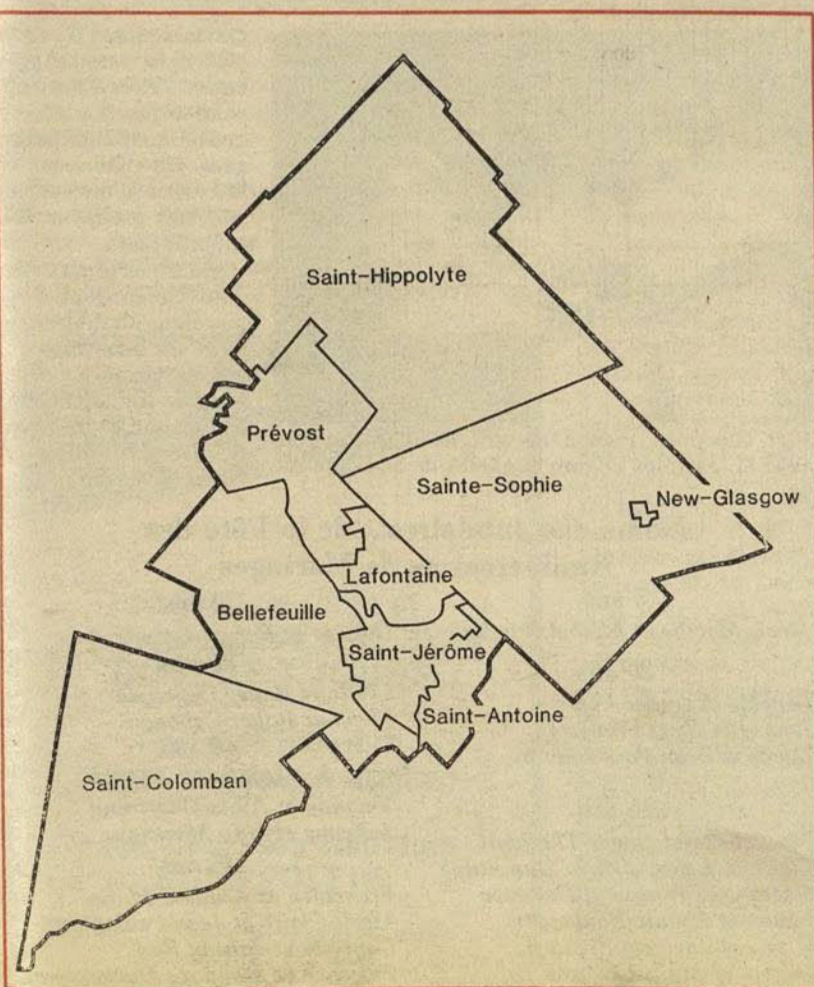 Saint-Hippolyte
Prévost
Sainte-Sophie
New-Glasgow
Lafontaine
Bellefeuille
Saint-Jérôme
Saint-Antoine
Saint-Colomban